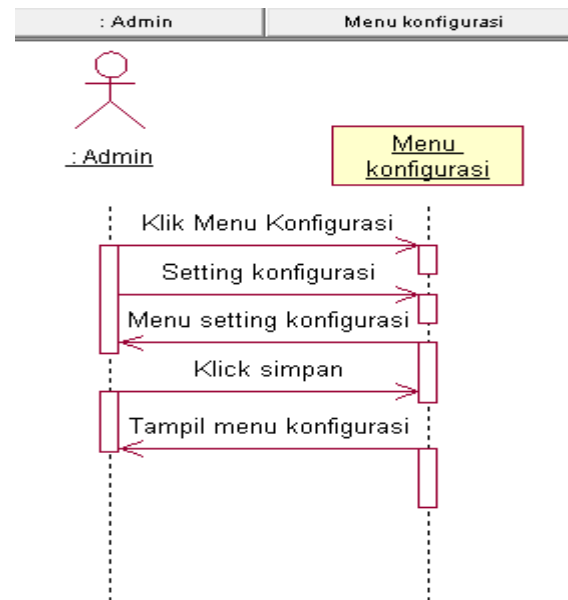 : Admin
Menu konfigurasi
: Admin
Menu
konfigurasi
Klik Menu Konfigurasi
Setting konfigurasi
Menu setting konfigurasi
Klick simpan
Tampil menu konfigurasi